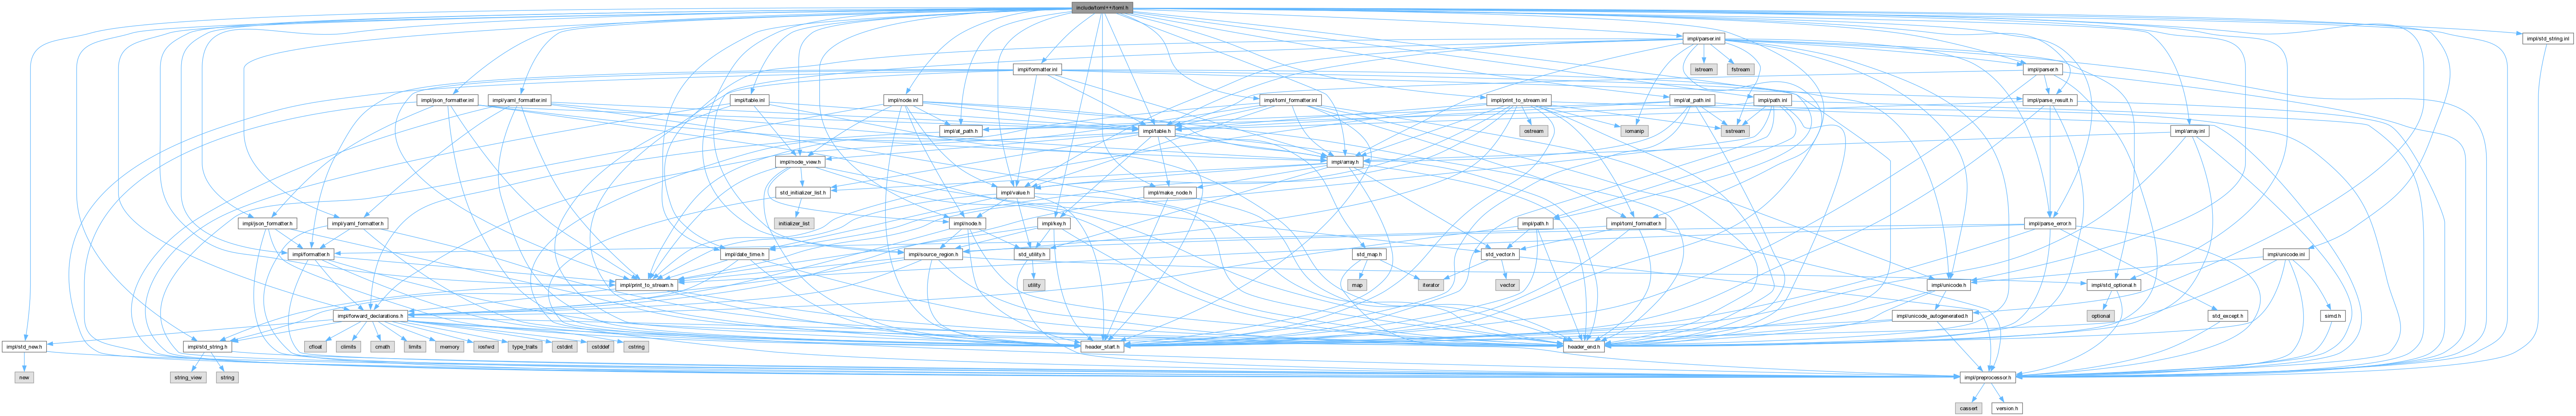 include/toml++/toml.h
impl/parser.inl
impl/std_string.inl
impl/formatter.inl
istream
fstream
impl/parser.h
impl/json_formatter.inl
impl/yaml_formatter.inl
impl/table.inl
impl/node.inl
impl/toml_formatter.inl
impl/print_to_stream.inl
impl/at_path.inl
impl/path.inl
impl/parse_result.h
impl/at_path.h
impl/table.h
ostream
iomanip
sstream
impl/array.inl
impl/node_view.h
impl/array.h
std_initializer_list.h
impl/value.h
impl/make_node.h
impl/json_formatter.h
impl/yaml_formatter.h
initializer_list
impl/node.h
impl/key.h
impl/path.h
impl/toml_formatter.h
impl/parse_error.h
impl/formatter.h
impl/date_time.h
impl/source_region.h
std_utility.h
std_map.h
std_vector.h
impl/unicode.inl
impl/print_to_stream.h
utility
map
iterator
vector
impl/unicode.h
impl/std_optional.h
impl/forward_declarations.h
impl/unicode_autogenerated.h
optional
std_except.h
simd.h
impl/std_new.h
impl/std_string.h
cfloat
climits
cmath
limits
memory
iosfwd
type_traits
cstdint
cstddef
cstring
header_start.h
header_end.h
new
string_view
string
impl/preprocessor.h
cassert
version.h